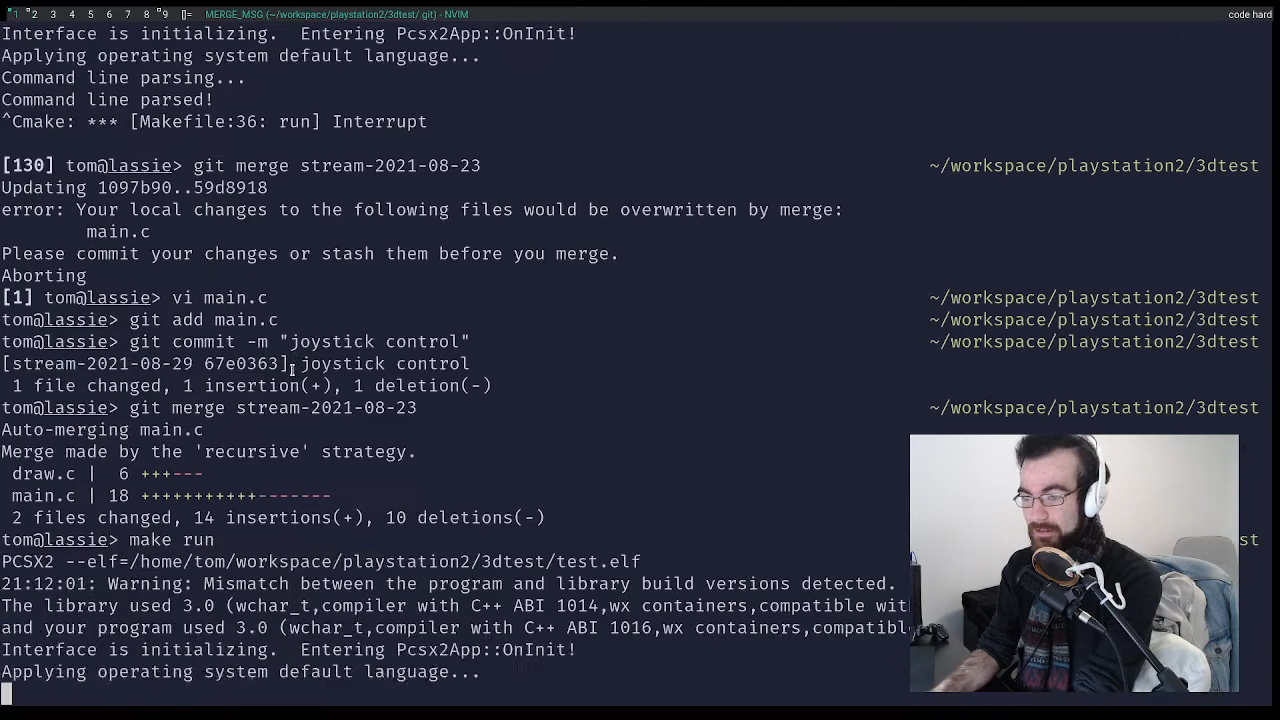 1 2 3 4 5 6 7 8 9 []= MERGE_MSG (~/workspace/playstation2/3dtest/.git) - NVIM code hard
Interface is initializing.  Entering Pcsx2App::OnInit!
Applying operating system default language...
Command line parsing...
Command line parsed!
^Cmake: *** [Makefile:36: run] Interrupt
[130] tom@lassie> git merge stream-2021-08-23 ~/workspace/playstation2/3dtest
Updating 1097b90..59d8918
error: Your local changes to the following files would be overwritten by merge:
main.c
Please commit your changes or stash them before you merge.
Aborting
[1] tom@lassie> vi main.c ~/workspace/playstation2/3dtest
tom@lassie> git add main.c ~/workspace/playstation2/3dtest
tom@lassie> git commit -m "joystick control" ~/workspace/playstation2/3dtest
[stream-2021-08-29 67e0363] joystick control
1 file changed, 1 insertion(+), 1 deletion(-)
tom@lassie> git merge stream-2021-08-23 ~/workspace/playstation2/3dtest
Auto-merging main.c
Merge made by the 'recursive' strategy.
draw.c |  6 +++---
main.c | 18 +++++++++++-------
2 files changed, 14 insertions(+), 10 deletions(-)
tom@lassie> make run st
PCSX2 --elf=/home/tom/workspace/playstation2/3dtest/test.elf
21:12:01: Warning: Mismatch between the program and library build versions detected.
The library used 3.0 (wchar_t,compiler with C++ ABI 1014,wx containers,compatible wit
and your program used 3.0 (wchar_t,compiler with C++ ABI 1016,wx containers,compatibl
Interface is initializing.  Entering Pcsx2App::OnInit!
Applying operating system default language...